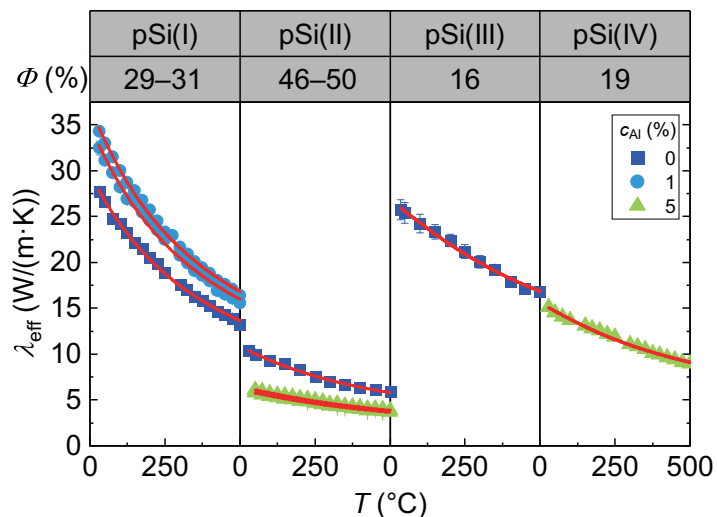 pSi(I) pSi(II) pSi(III) pSi(IV)
Φ (%) 29–31 46–50 16 19
35
30
25
20
15
10
5
0
λeff (W/(m·K))
cAl (%)
0
1
5
0 250 0 250 0 250 0 250 500
T (°C)